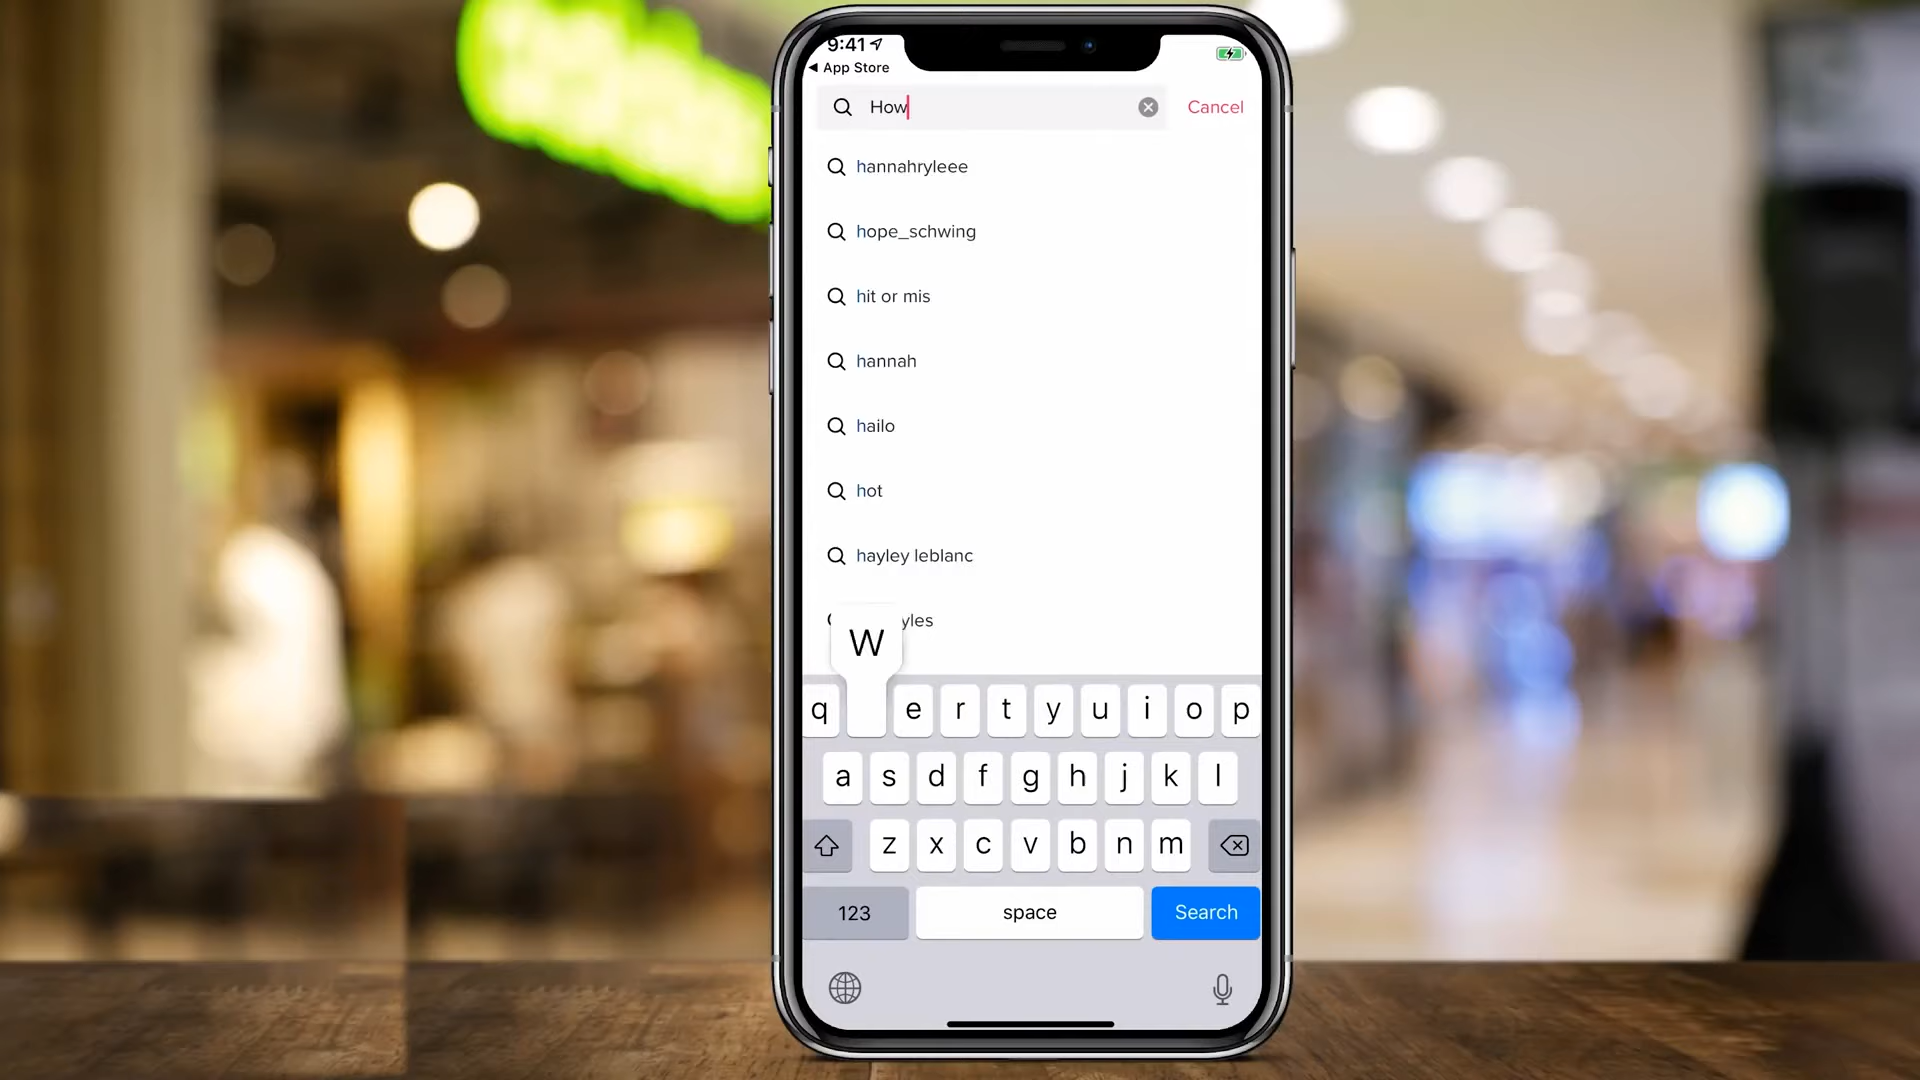 9:41
App Store
How
Cancel
hannahryleee
hope_schwing
hit or mis
hannah
hailo
hot
hayley leblanc
yles
W
q e r t y u i o p
a s d f g h j k l
z x c v b n m
123 space Search